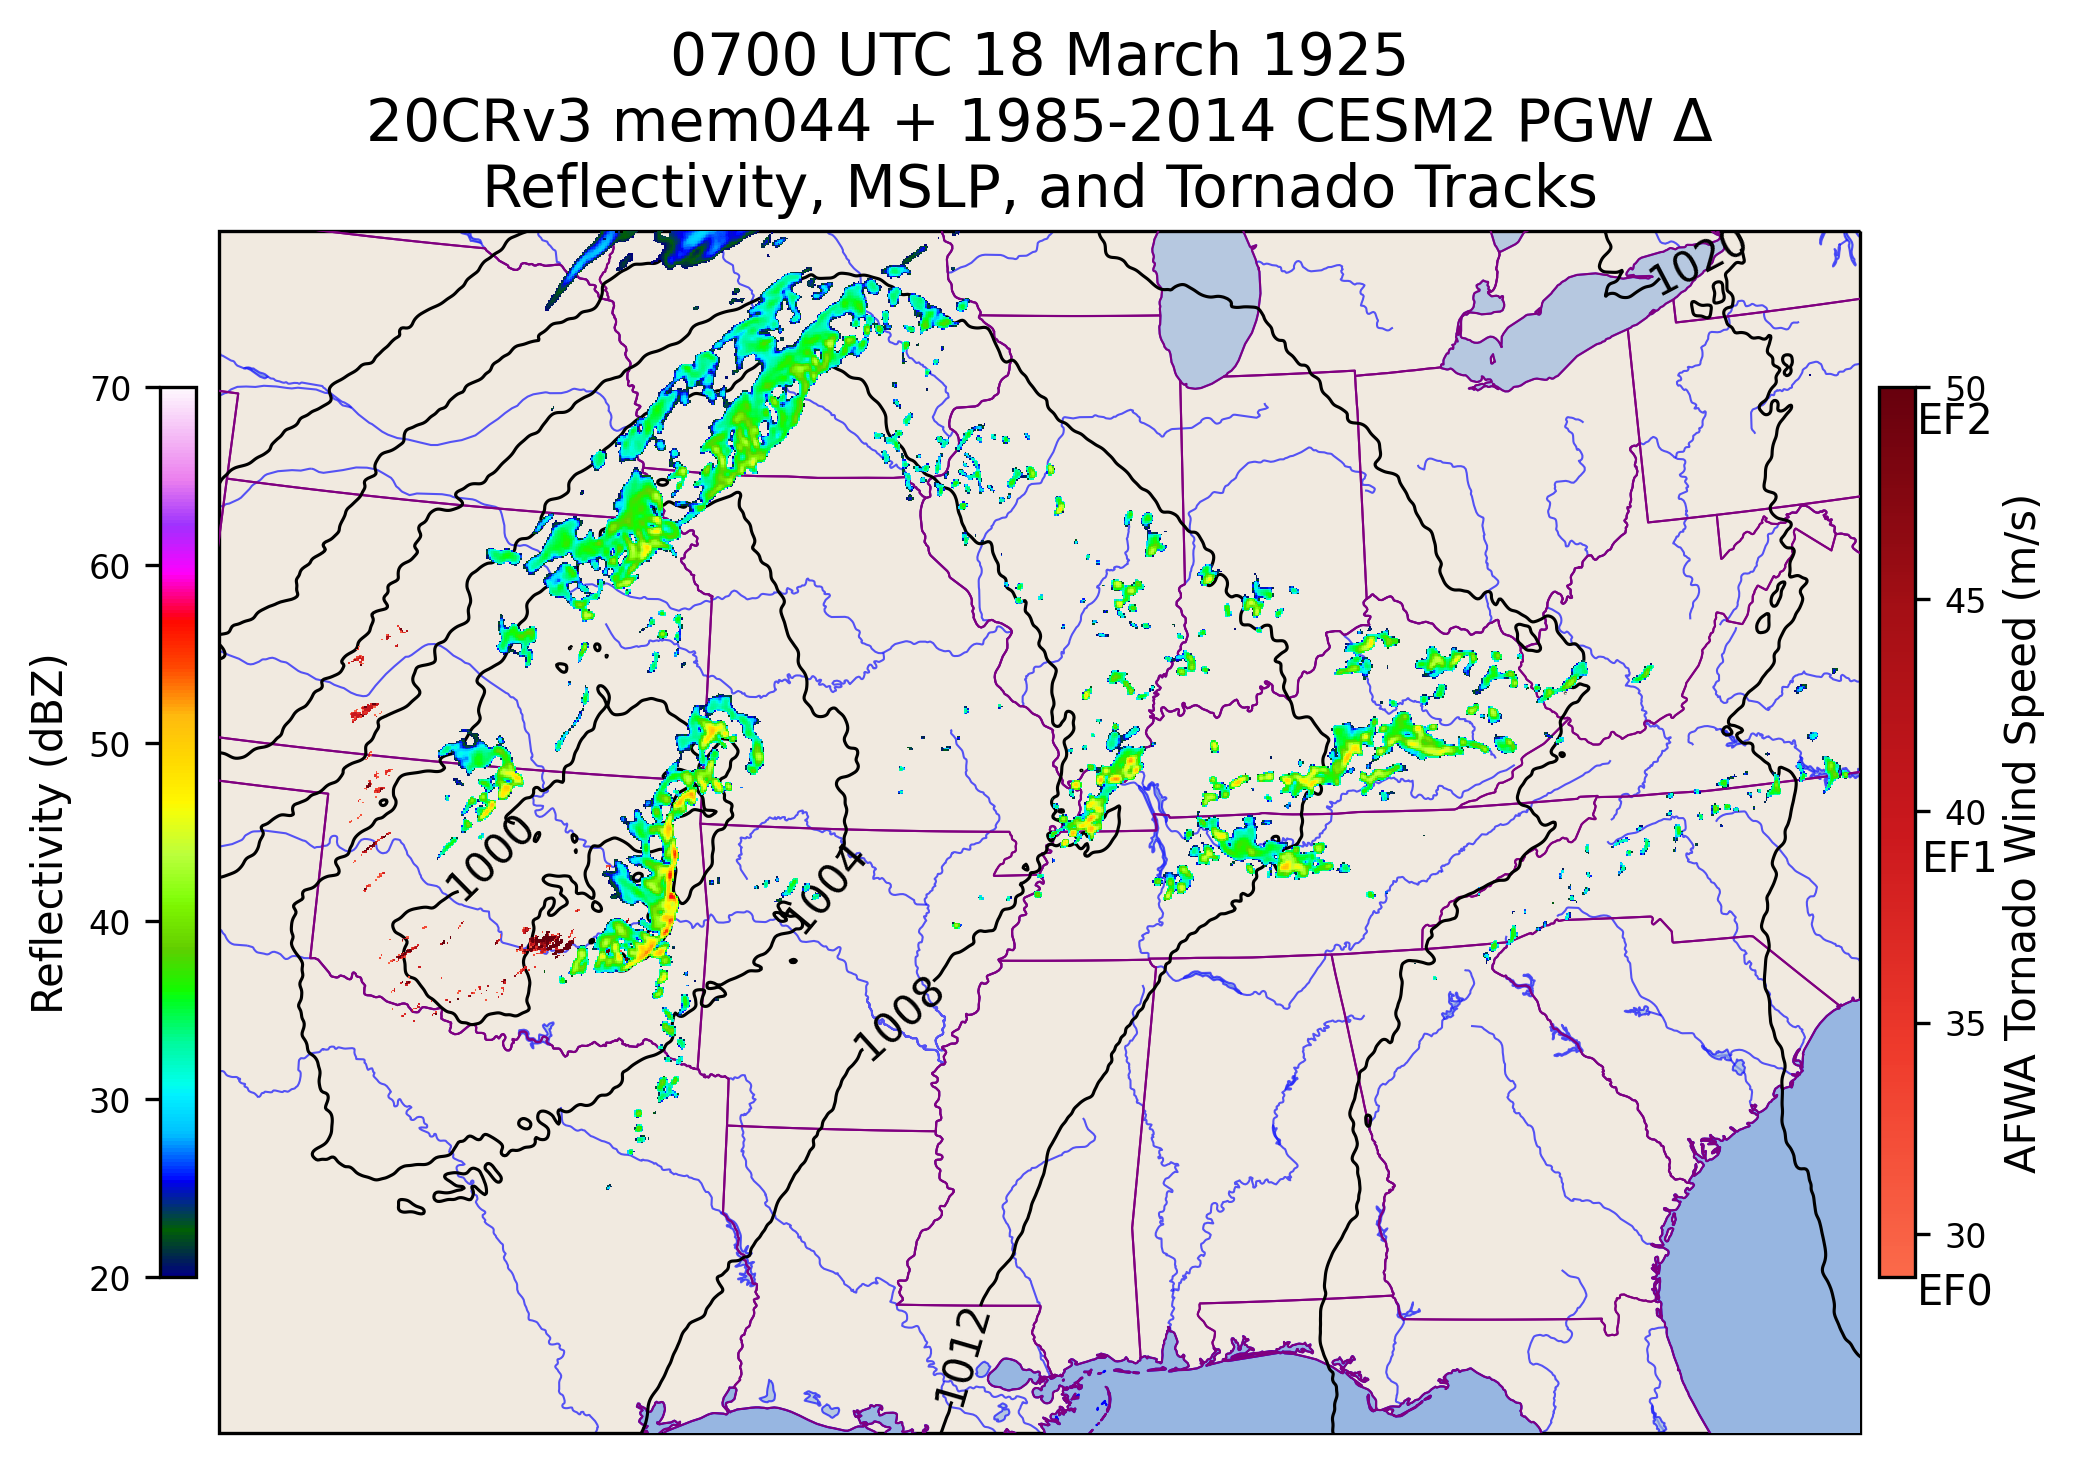 0700 UTC 18 March 1925
20CRv3 mem044 + 1985-2014 CESM2 PGW Δ
Reflectivity, MSLP, and Tornado Tracks
Reflectivity (dBZ)
70
60
50
40
30
20
1020
1000
1004
1008
1012
50
EF2
45
40
EF1
35
30
EF0
AFWA Tornado Wind Speed (m/s)